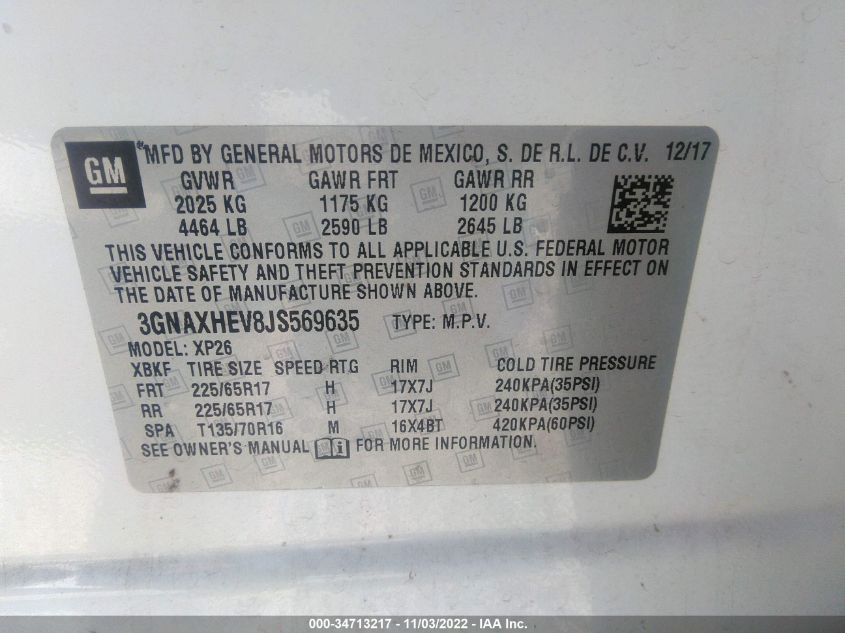 GM *MFD BY GENERAL MOTORS DE MEXICO, S. DE R.L. DE C.V. 12/17
GVWR GAWR FRT GAWR RR
2025 KG 1175 KG 1200 KG
4464 LB 2590 LB 2645 LB
THIS VEHICLE CONFORMS TO ALL APPLICABLE U.S. FEDERAL MOTOR
VEHICLE SAFETY AND THEFT PREVENTION STANDARDS IN EFFECT ON
THE DATE OF MANUFACTURE SHOWN ABOVE.
3GNAXHEV8JS569635 TYPE: M.P.V.
MODEL: XP26
XBKF TIRE SIZE SPEED RTG RIM COLD TIRE PRESSURE
FRT 225/65R17 H 17X7J 240KPA(35PSI)
RR 225/65R17 H 17X7J 240KPA(35PSI)
SPA T135/70R16 M 16X4BT 420KPA(60PSI)
SEE OWNER'S MANUAL FOR MORE INFORMATION.
000-34713217 - 11/03/2022 - IAA, Inc.